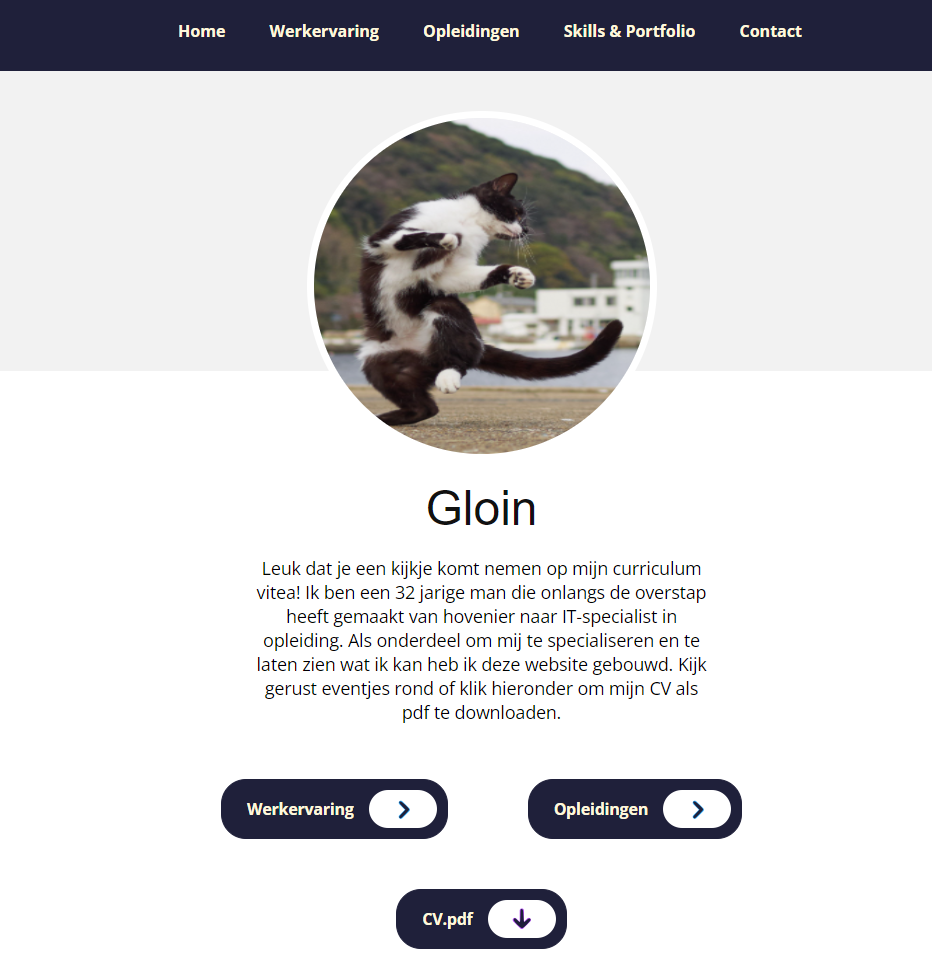 Home Werkervaring Opleidingen Skills & Portfolio Contact
Gloin
Leuk dat je een kijkje komt nemen op mijn curriculum
vitea! Ik ben een 32 jarige man die onlangs de overstap
heeft gemaakt van hovenier naar IT-specialist in
opleiding. Als onderdeel om mij te specialiseren en te
laten zien wat ik kan heb ik deze website gebouwd. Kijk
gerust eventjes rond of klik hieronder om mijn CV als
pdf te downloaden.
Werkervaring Opleidingen
CV.pdf